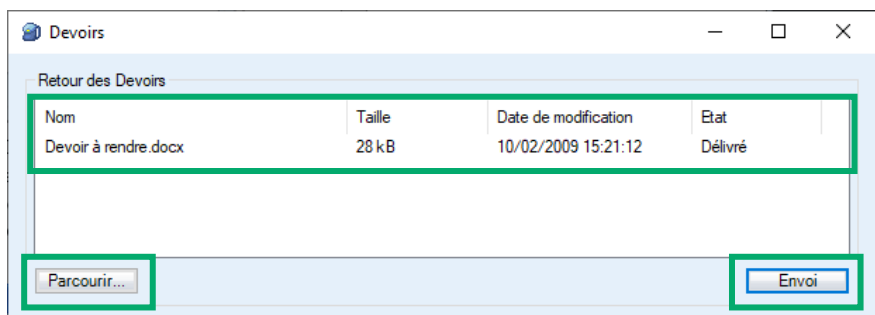 Devoirs
Retour des Devoirs
Nom Taille Date de modification Etat
Devoir à rendre.docx 28 kB 10/02/2009 15:21:12 Délivré
Parcourir... Envoi